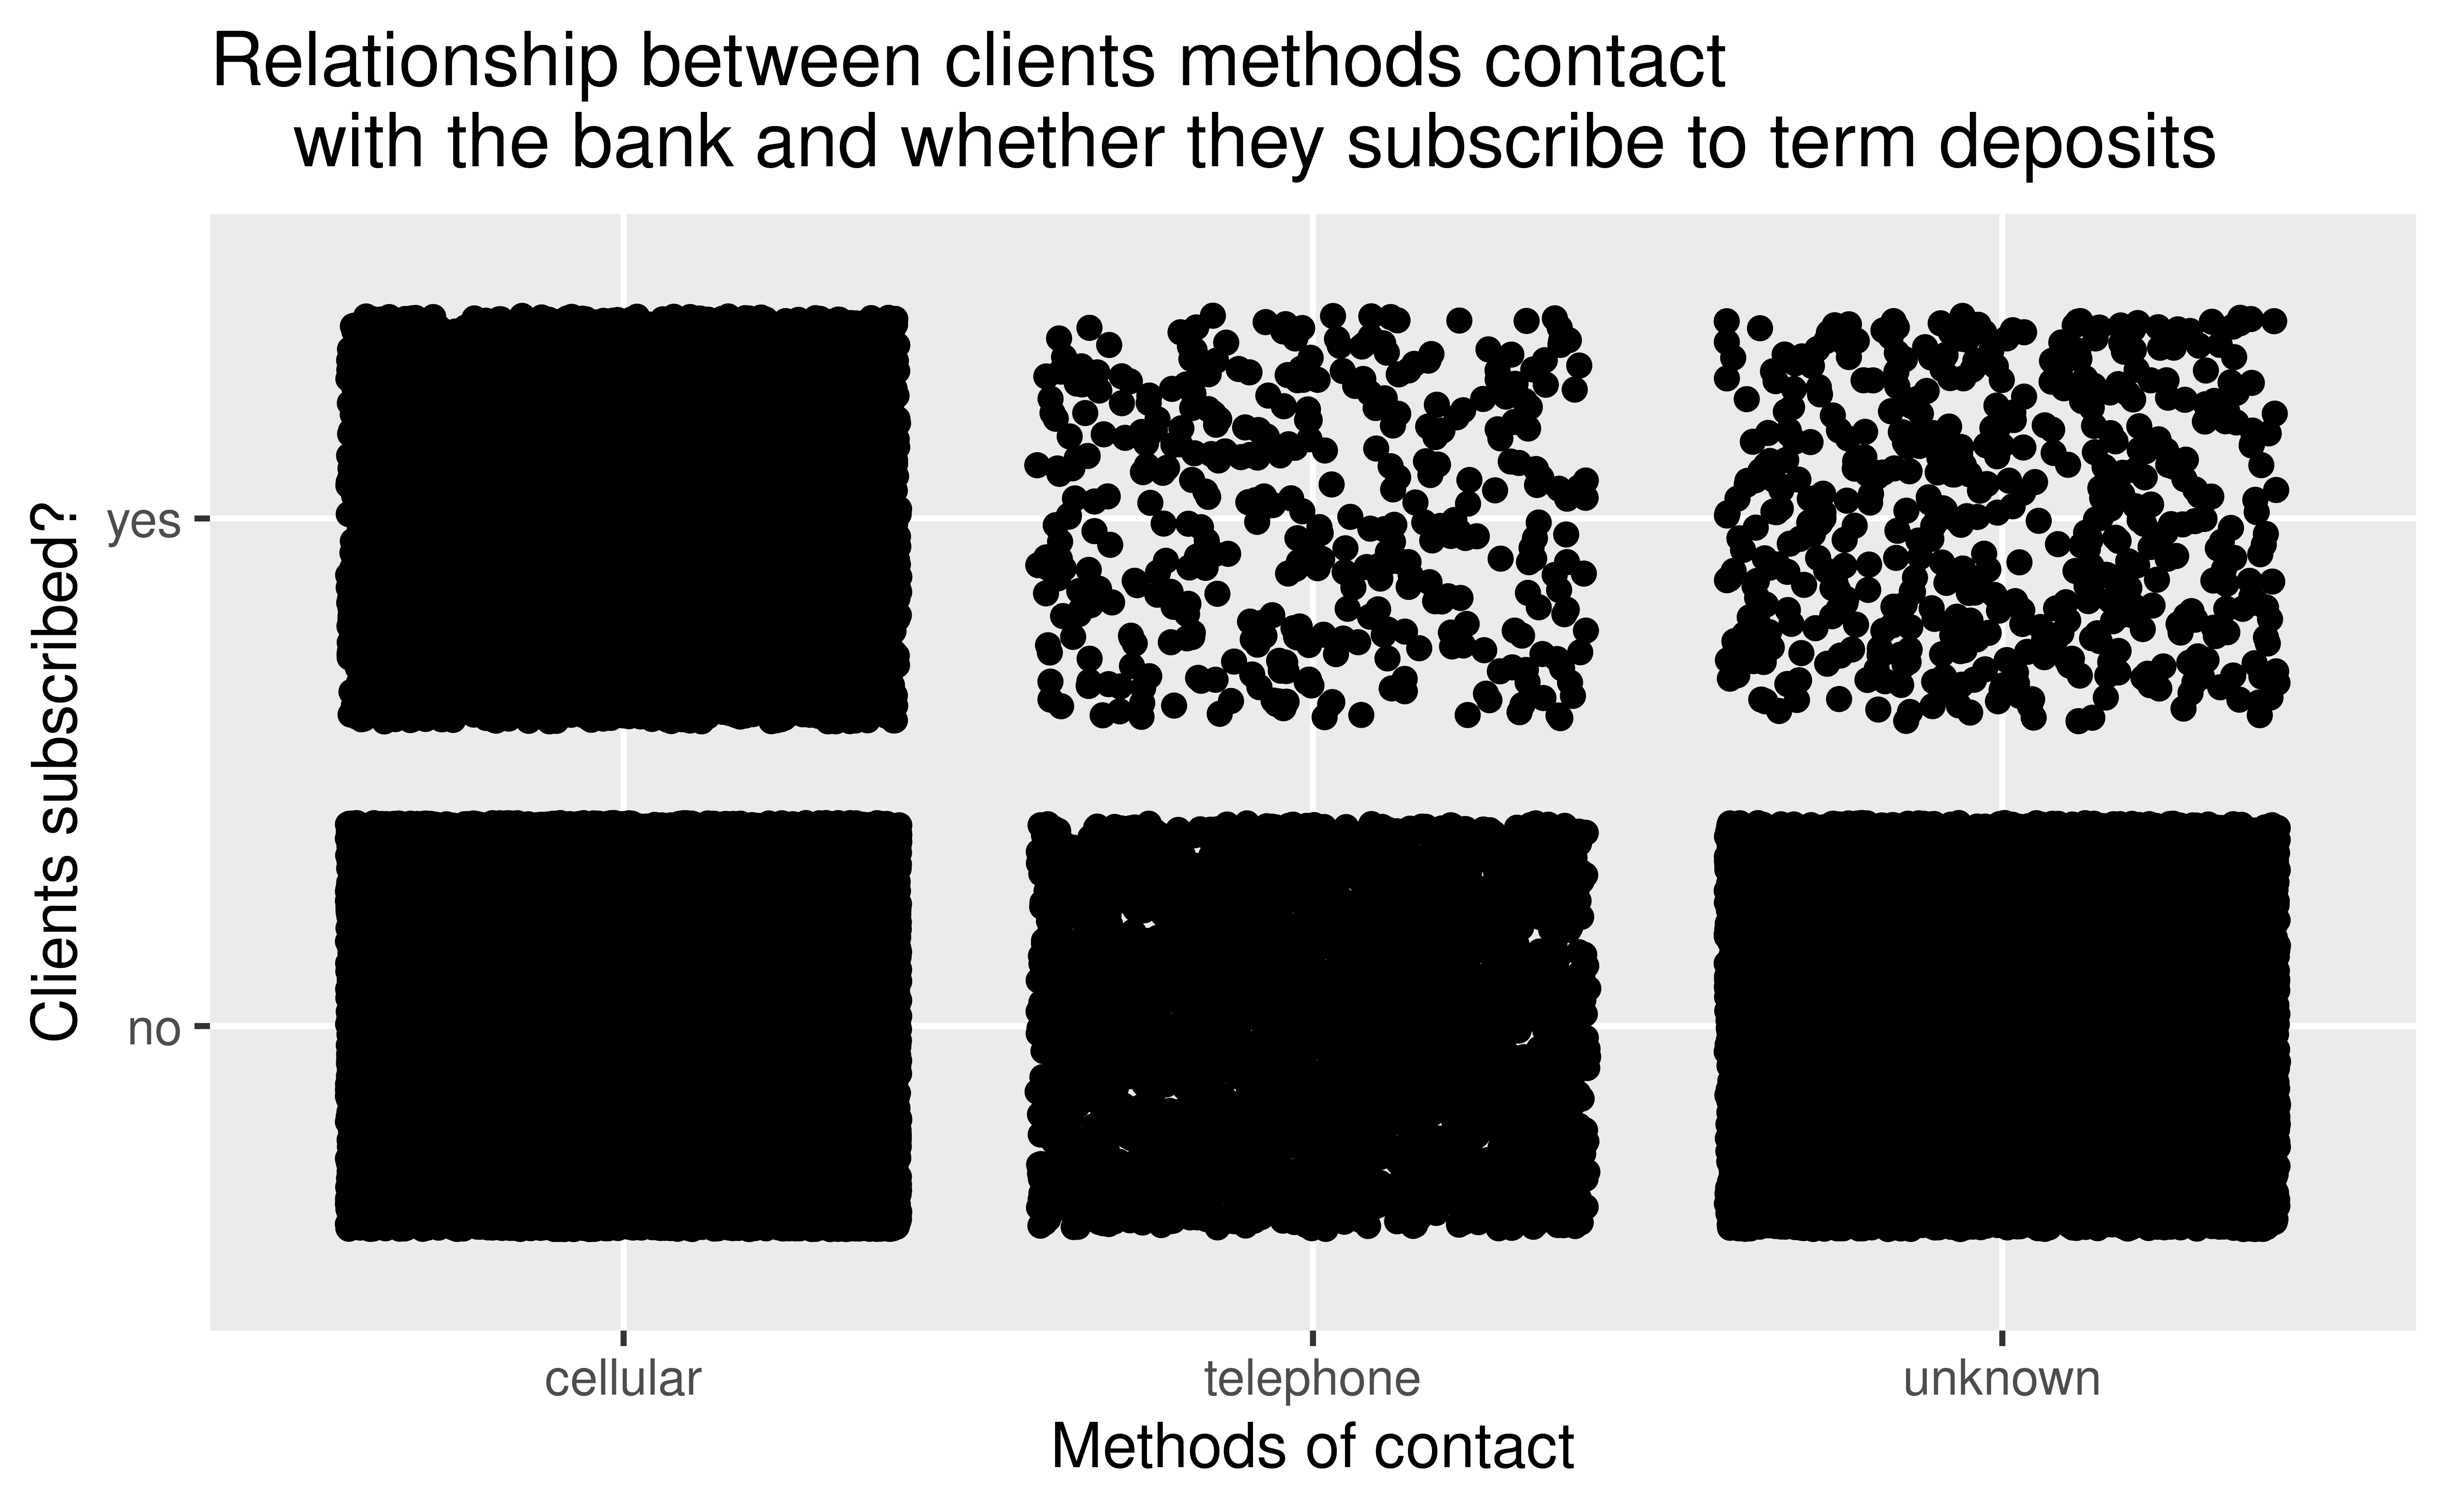 Relationship between clients methods contact
with the bank and whether they subscribe to term deposits
Clients subscribed?
yes
no
cellular
telephone
unknown
Methods of contact